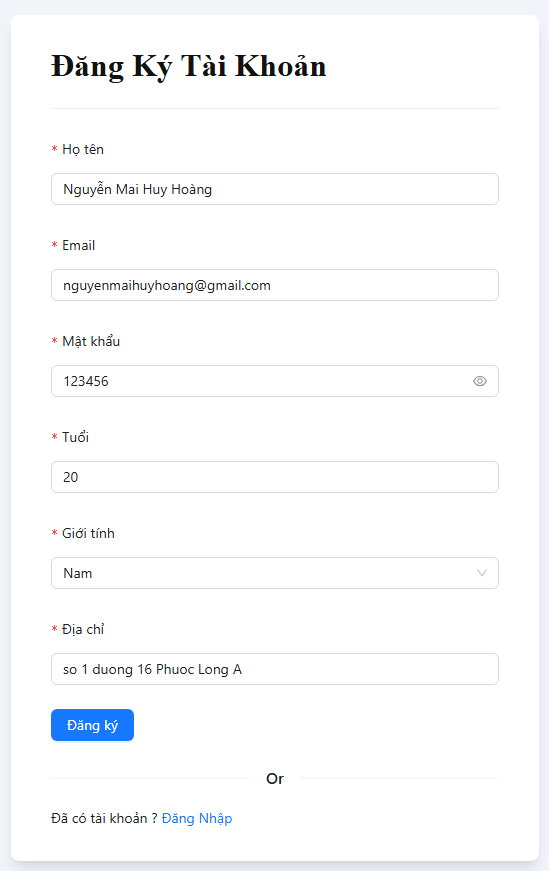 Đăng Ký Tài Khoản
* Họ tên
Nguyễn Mai Huy Hoàng
* Email
nguyenmaihuyhoang@gmail.com
* Mật khẩu
123456
* Tuổi
20
* Giới tính
Nam
* Địa chỉ
so 1 duong 16 Phuoc Long A
Đăng ký
Or
Đã có tài khoản ? Đăng Nhập